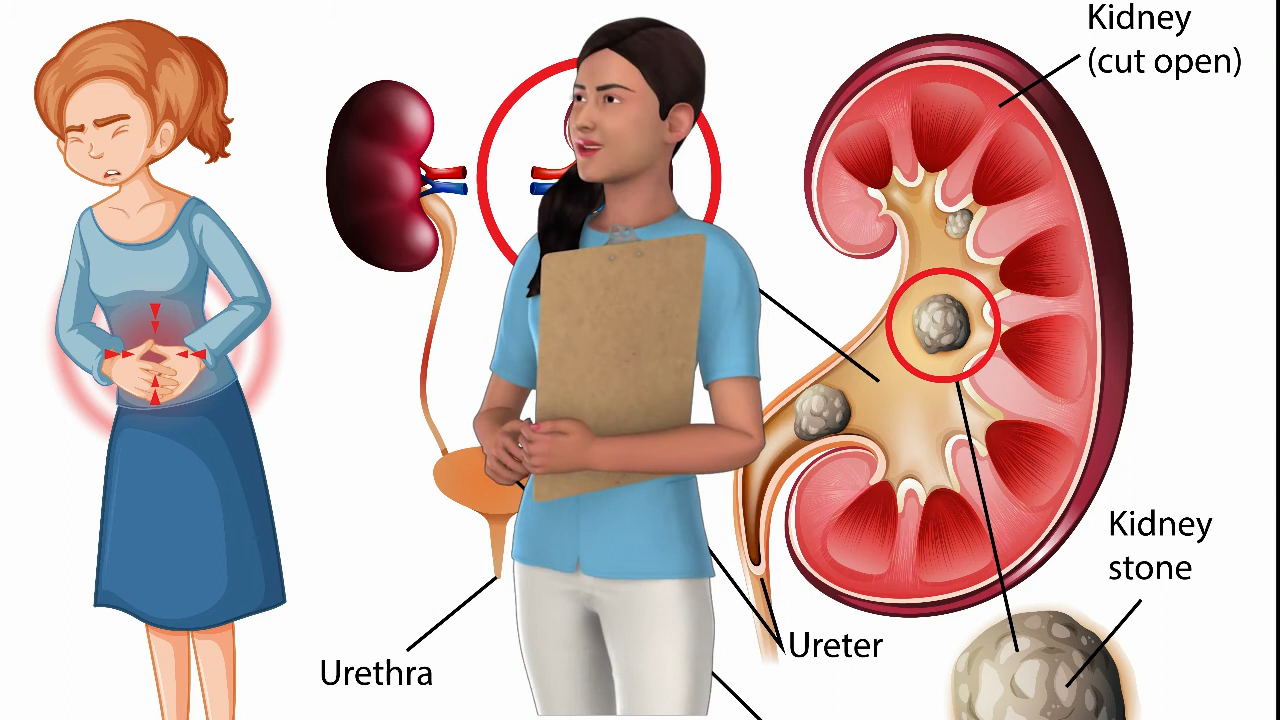 Kidney
(cut open)
Kidney
stone
Ureter
Urethra